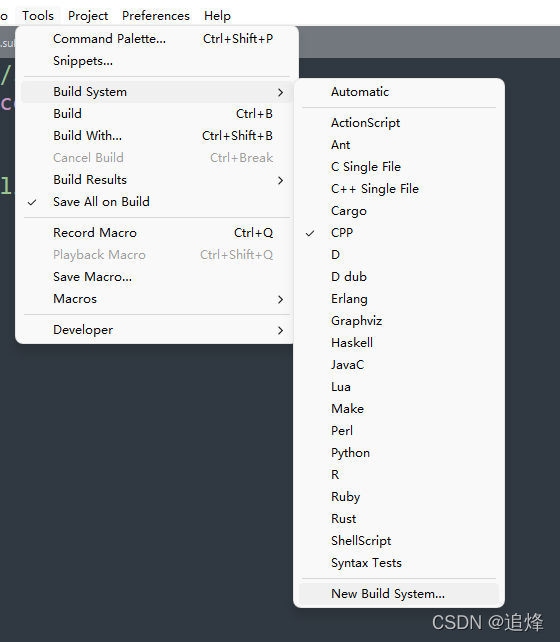 Tools Project Preferences Help
Command Palette... Ctrl+Shift+P
Snippets...
Build System
Build Ctrl+B
Build With... Ctrl+Shift+B
Cancel Build Ctrl+Break
Build Results
Save All on Build
Record Macro Ctrl+Q
Playback Macro Ctrl+Shift+Q
Save Macro...
Macros
Developer
Automatic
ActionScript
Ant
C Single File
C++ Single File
Cargo
CPP
D
D dub
Erlang
Graphviz
Haskell
JavaC
Lua
Make
Perl
Python
R
Ruby
Rust
ShellScript
Syntax Tests
New Build System...
CSDN @追烽